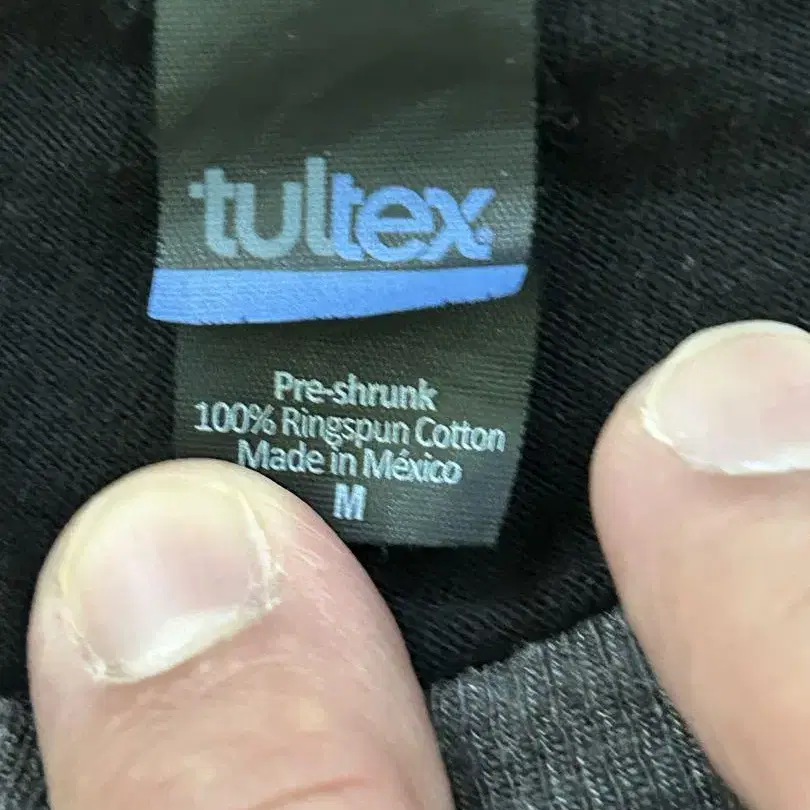 tultex
Pre-shrunk
100% Ringspun Cotton
Made in México
M